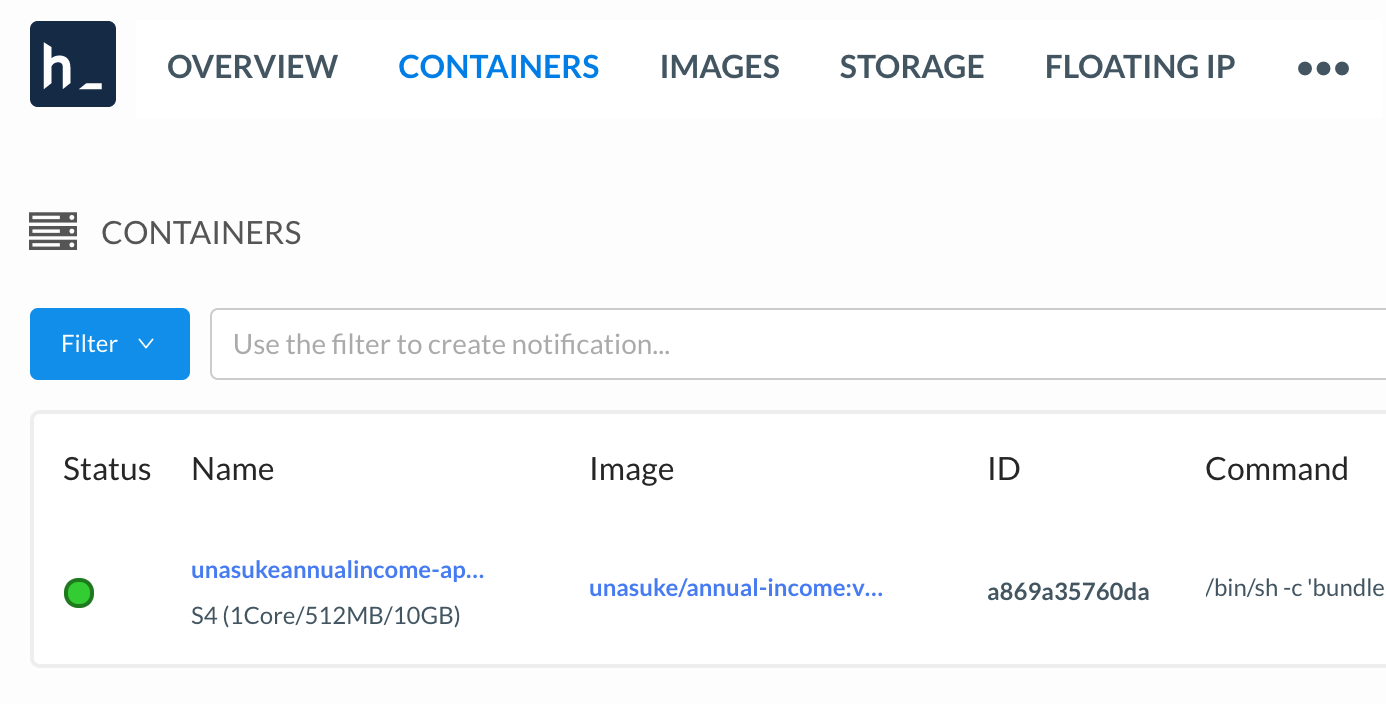 h_
OVERVIEW CONTAINERS IMAGES STORAGE FLOATING IP •••
CONTAINERS
Filter Use the filter to create notification...
Status Name Image ID Command
unasukeannualincome-ap...
unasuke/annual-income:v... a869a35760da /bin/sh -c 'bundle
S4 (1Core/512MB/10GB)